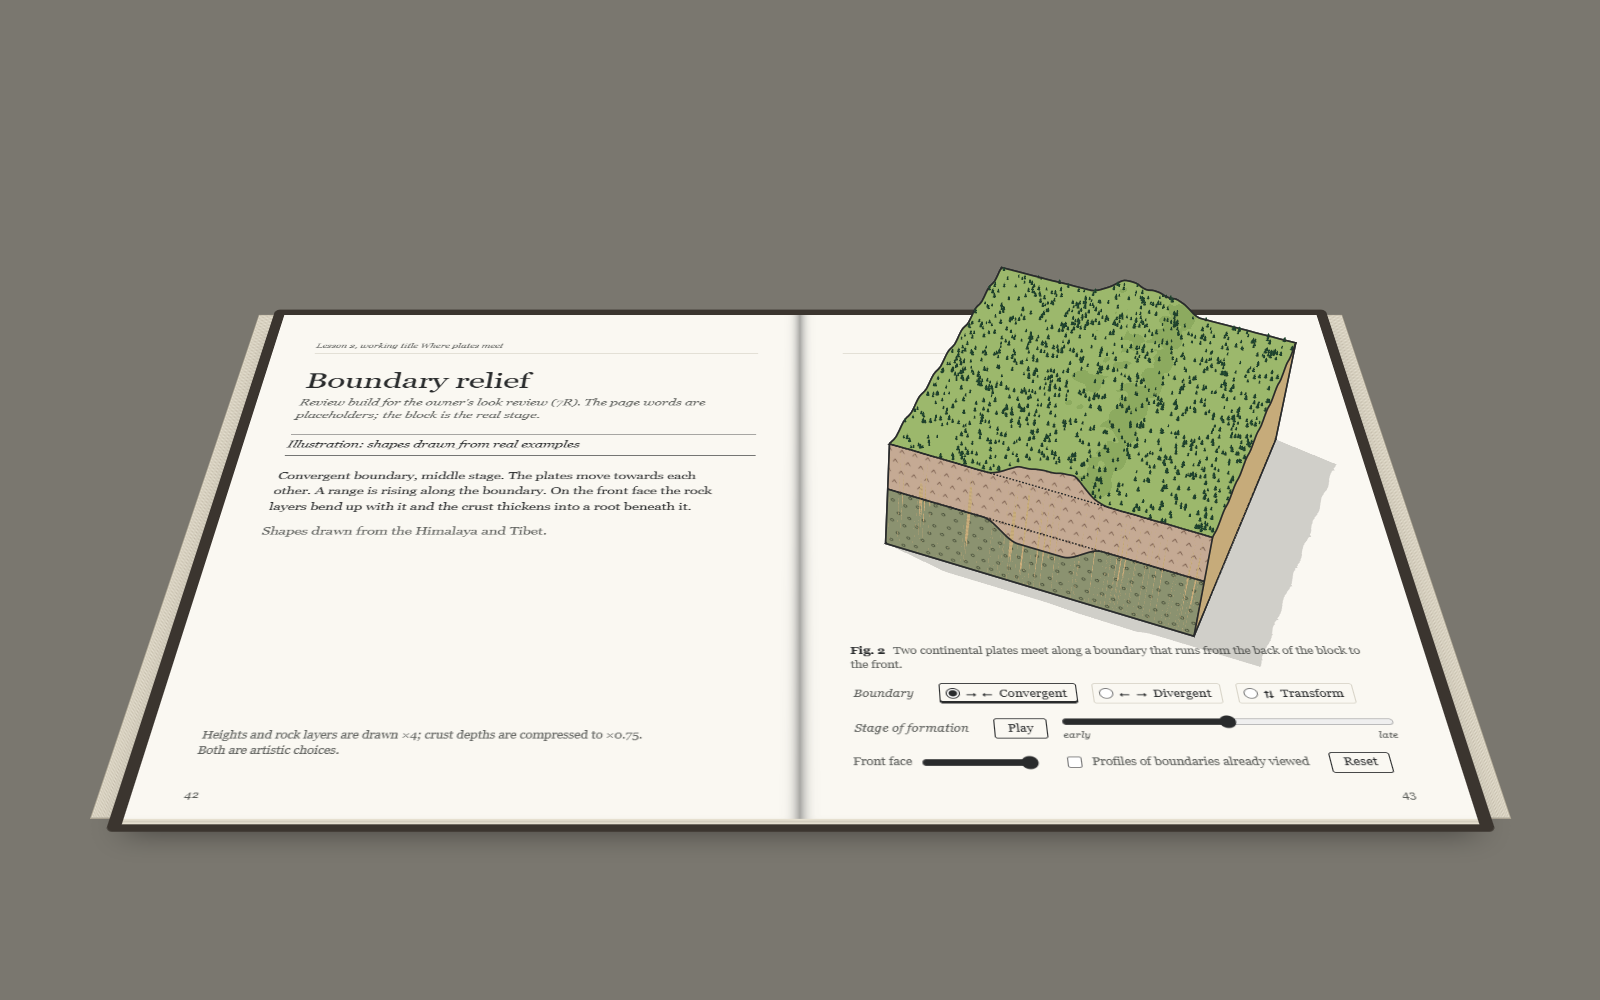 Lesson 2, working title Where plates meet
Boundary relief
Review build for the owner's look review (7R). The page words are
placeholders; the block is the real stage.
Illustration: shapes drawn from real examples
Convergent boundary, middle stage. The plates move towards each
other. A range is rising along the boundary. On the front face the rock
layers bend up with it and the crust thickens into a root beneath it.
Shapes drawn from the Himalaya and Tibet.
Heights and rock layers are drawn ×4; crust depths are compressed to ×0.75.
Both are artistic choices.
42
Fig. 2 Two continental plates meet along a boundary that runs from the back of the block to
the front.
Boundary → ← Convergent ← → Divergent ⇅ Transform
Stage of formation Play early late
Front face Profiles of boundaries already viewed Reset
43